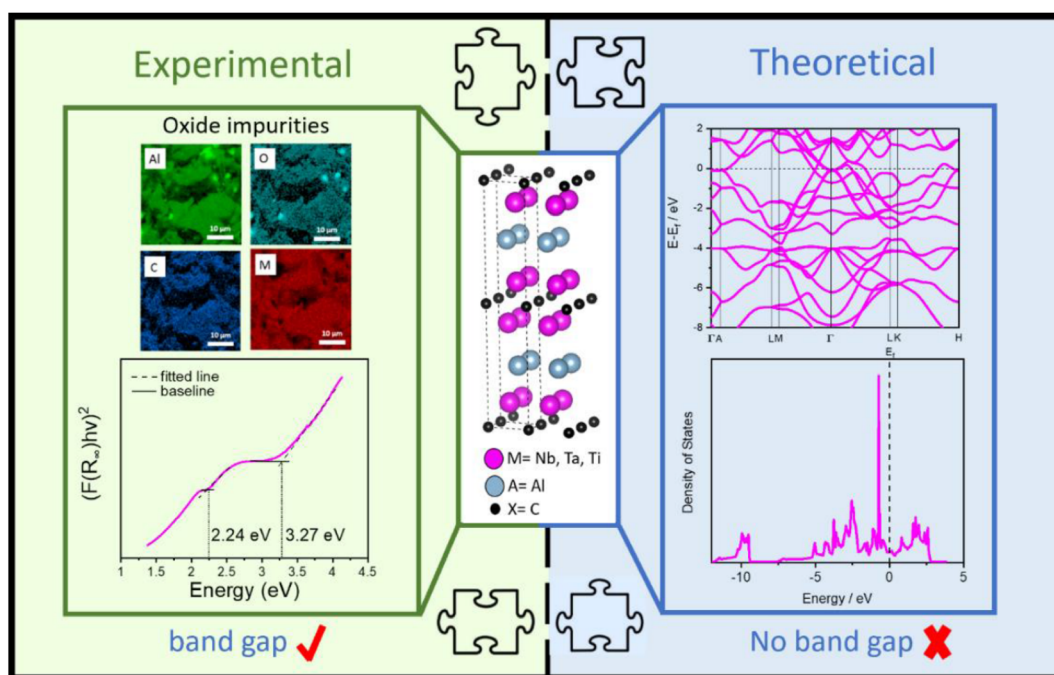 Experimental
Theoretical
Oxide impurities
Al
O
10 μm
10 μm
C
M
10 μm
10 μm
fitted line
baseline
(F(R∞)hν)²
2.24 eV
3.27 eV
1 1.5 2 2.5 3 3.5 4 4.5
Energy (eV)
band gap
M= Nb, Ta, Ti
A= Al
X= C
E-Ef / eV
2
0
-2
-4
-6
-8
Γ A L M Γ L K H
Ef
Density of States
-10 -5 0 5
Energy / eV
No band gap